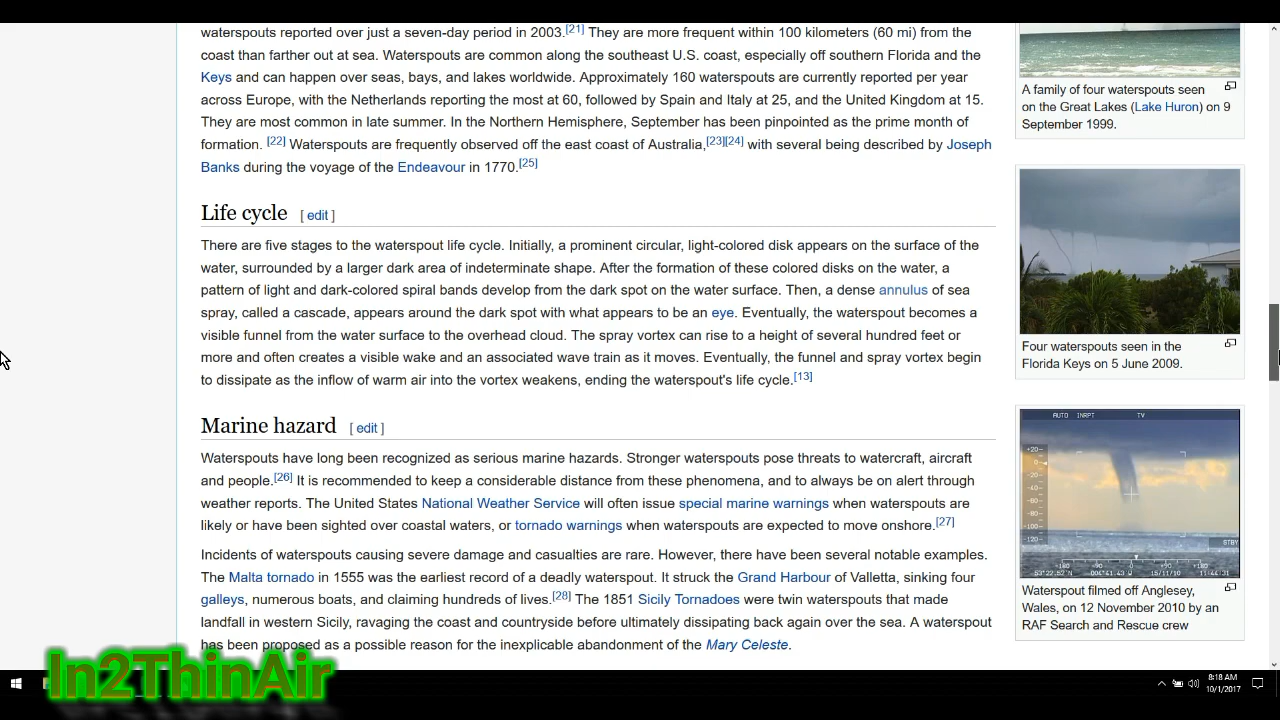 waterspouts reported over just a seven-day period in 2003.[21] They are more frequent within 100 kilometers (60 mi) from the
coast than farther out at sea. Waterspouts are common along the southeast U.S. coast, especially off southern Florida and the
Keys and can happen over seas, bays, and lakes worldwide. Approximately 160 waterspouts are currently reported per year
across Europe, with the Netherlands reporting the most at 60, followed by Spain and Italy at 25, and the United Kingdom at 15.
They are most common in late summer. In the Northern Hemisphere, September has been pinpointed as the prime month of
formation. [22] Waterspouts are frequently observed off the east coast of Australia,[23][24] with several being described by Joseph
Banks during the voyage of the Endeavour in 1770.[25]
Life cycle [ edit ]
There are five stages to the waterspout life cycle. Initially, a prominent circular, light-colored disk appears on the surface of the
water, surrounded by a larger dark area of indeterminate shape. After the formation of these colored disks on the water, a
pattern of light and dark-colored spiral bands develop from the dark spot on the water surface. Then, a dense annulus of sea
spray, called a cascade, appears around the dark spot with what appears to be an eye. Eventually, the waterspout becomes a
visible funnel from the water surface to the overhead cloud. The spray vortex can rise to a height of several hundred feet or
more and often creates a visible wake and an associated wave train as it moves. Eventually, the funnel and spray vortex begin
to dissipate as the inflow of warm air into the vortex weakens, ending the waterspout's life cycle.[13]
Marine hazard [ edit ]
Waterspouts have long been recognized as serious marine hazards. Stronger waterspouts pose threats to watercraft, aircraft
and people.[26] It is recommended to keep a considerable distance from these phenomena, and to always be on alert through
weather reports. The United States National Weather Service will often issue special marine warnings when waterspouts are
likely or have been sighted over coastal waters, or tornado warnings when waterspouts are expected to move onshore.[27]
Incidents of waterspouts causing severe damage and casualties are rare. However, there have been several notable examples.
The Malta tornado in 1555 was the earliest record of a deadly waterspout. It struck the Grand Harbour of Valletta, sinking four
galleys, numerous boats, and claiming hundreds of lives.[28] The 1851 Sicily Tornadoes were twin waterspouts that made
landfall in western Sicily, ravaging the coast and countryside before ultimately dissipating back again over the sea. A waterspout
has been proposed as a possible reason for the inexplicable abandonment of the Mary Celeste.
A family of four waterspouts seen
on the Great Lakes (Lake Huron) on 9
September 1999.
Four waterspouts seen in the
Florida Keys on 5 June 2009.
AUTO INRPT TV
+20
0
-20
-40
-60
-80
-100
-120
STBY
+180 +90 0 +90 +180
15/11/10 11:44:31
Waterspout filmed off Anglesey,
Wales, on 12 November 2010 by an
RAF Search and Rescue crew
In2ThinAir
8:18 AM
10/1/2017